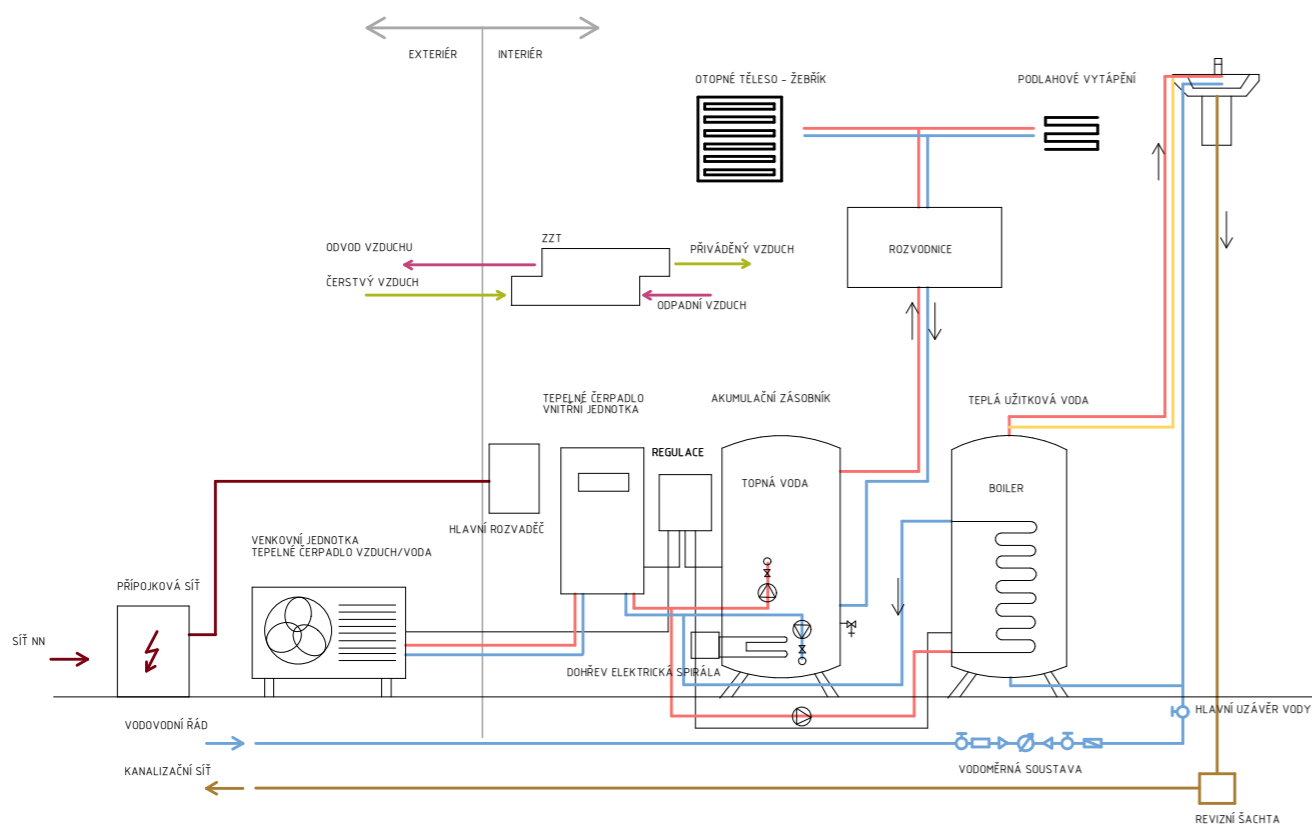 EXTERIÉR
INTERIÉR
OTOPNÉ TĚLESO - ŽEBŘÍK
PODLAHOVÉ VYTÁPĚNÍ
ZZT
ODVOD VZDUCHU
PŘIVÁDĚNÝ VZDUCH
ROZVODNICE
ČERSTVÝ VZDUCH
ODPADNÍ VZDUCH
TEPELNÉ ČERPADLO
VNITŘNÍ JEDNOTKA
AKUMULAČNÍ ZÁSOBNÍK
TEPLÁ UŽITKOVÁ VODA
REGULACE
TOPNÁ VODA
BOILER
HLAVNÍ ROZVADĚČ
VENKOVNÍ JEDNOTKA
TEPELNÉ ČERPADLO VZDUCH/VODA
PŘÍPOJKOVÁ SÍŤ
SÍŤ NN
DOHŘEV ELEKTRICKÁ SPIRÁLA
HLAVNÍ UZÁVĚR VODY
VODOVODNÍ ŘÁD
VODOMĚRNÁ SOUSTAVA
KANALIZAČNÍ SÍŤ
REVIZNÍ ŠACHTA